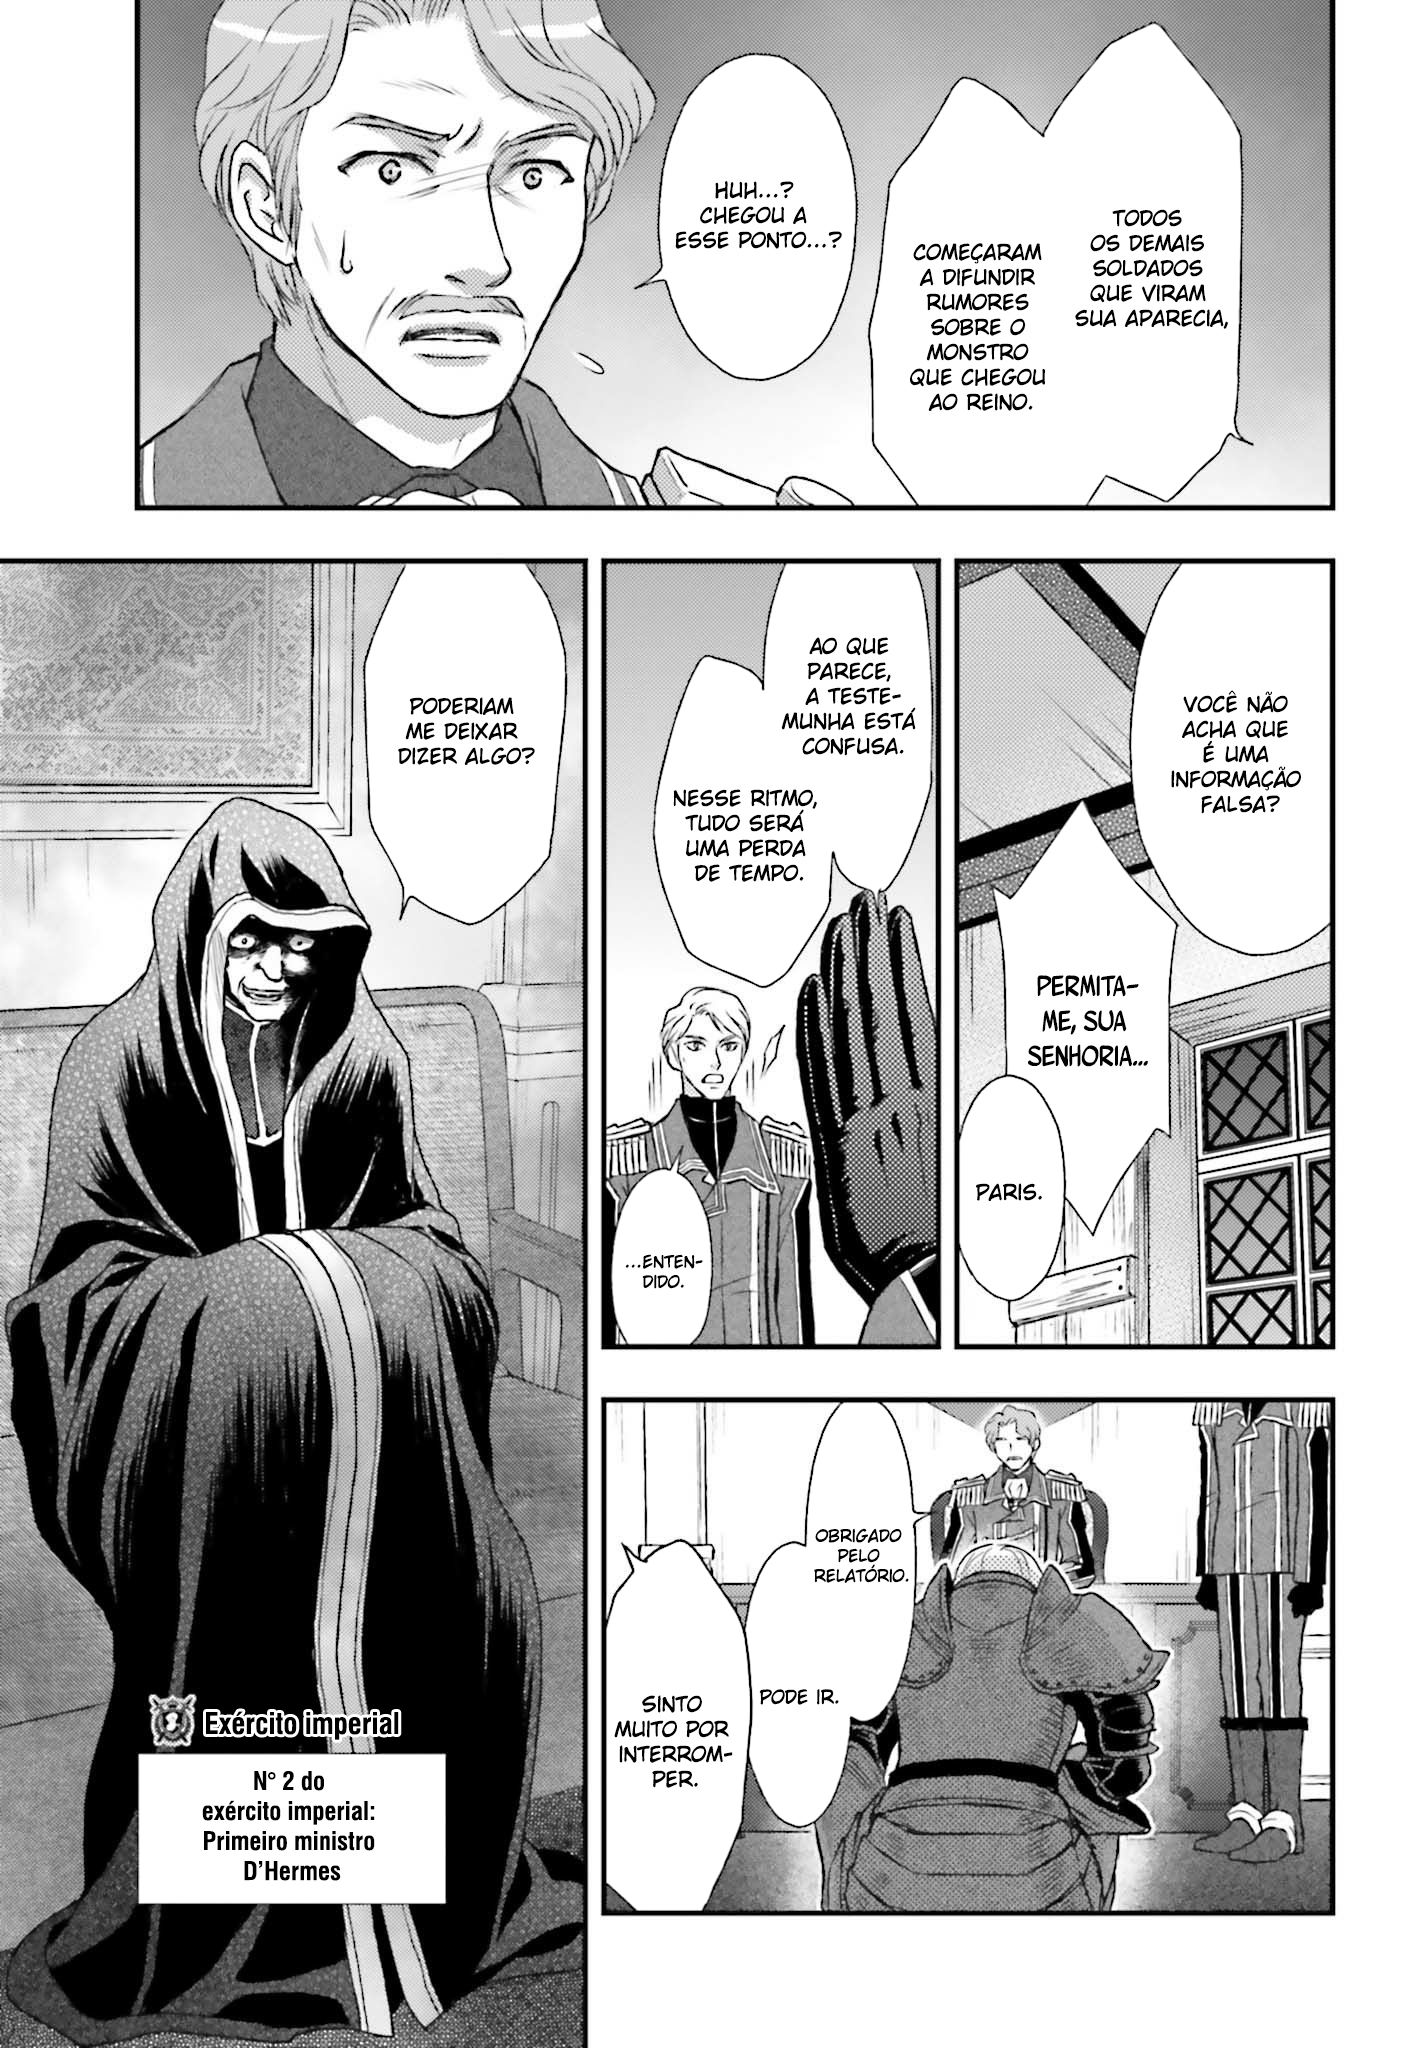 TODOS
OS DEMAIS
SOLDADOS
QUE VIRAM
SUA APARECIA,
COMEÇARAM
A DIFUNDIR
RUMORES
SOBRE O
MONSTRO
QUE CHEGOU
AO REINO.
HUH...?
CHEGOU A
ESSE PONTO...?
VOCÊ NÃO
ACHA QUE
É UMA
INFORMAÇÃO
FALSA?
PERMITA-
ME, SUA
SENHORIA...
PARIS.
AO QUE
PARECE,
A TESTE-
MUNHA ESTÁ
CONFUSA.
NESSE RITMO,
TUDO SERÁ
UMA PERDA
DE TEMPO.
...ENTEN-
DIDO.
OBRIGADO
PELO
RELATÓRIO.
PODE IR.
SINTO
MUITO POR
INTERROM-
PER.
PODERIAM
ME DEIXAR
DIZER ALGO?
Exército imperial
N° 2 do
exército imperial:
Primeiro ministro
D'Hermes